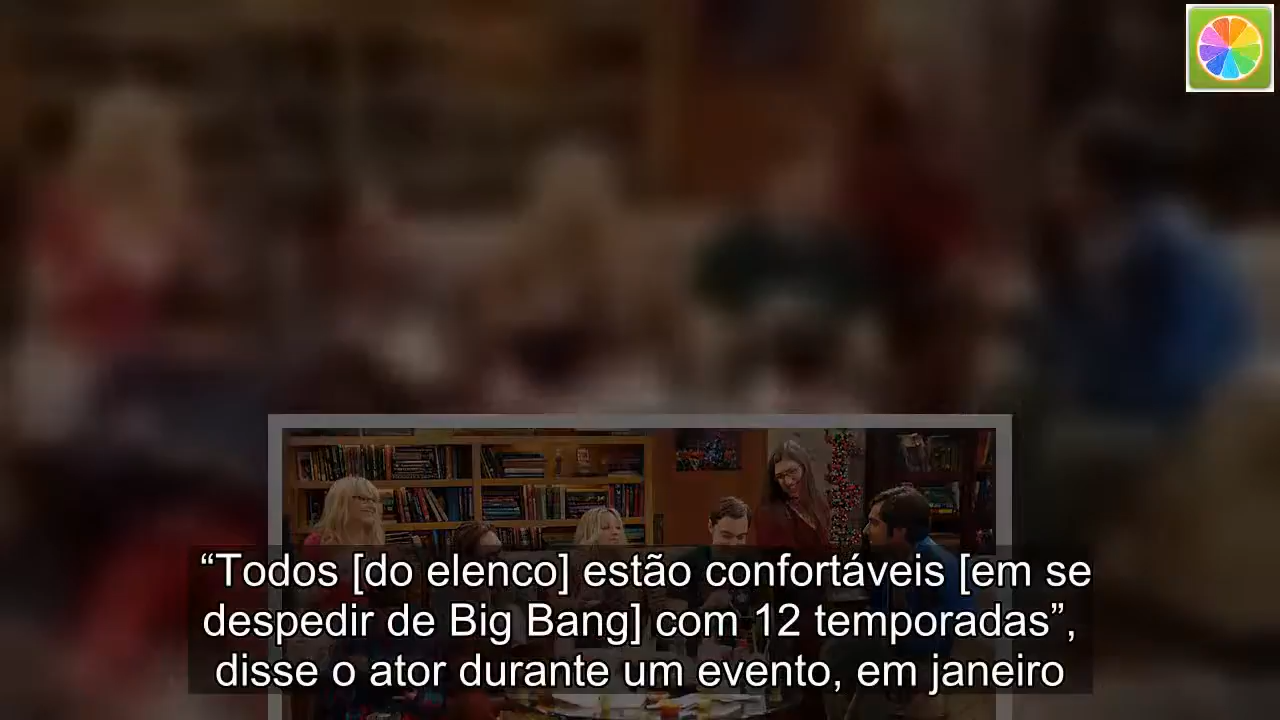 “Todos [do elenco] estão confortáveis [em se
despedir de Big Bang] com 12 temporadas”,
disse o ator durante um evento, em janeiro